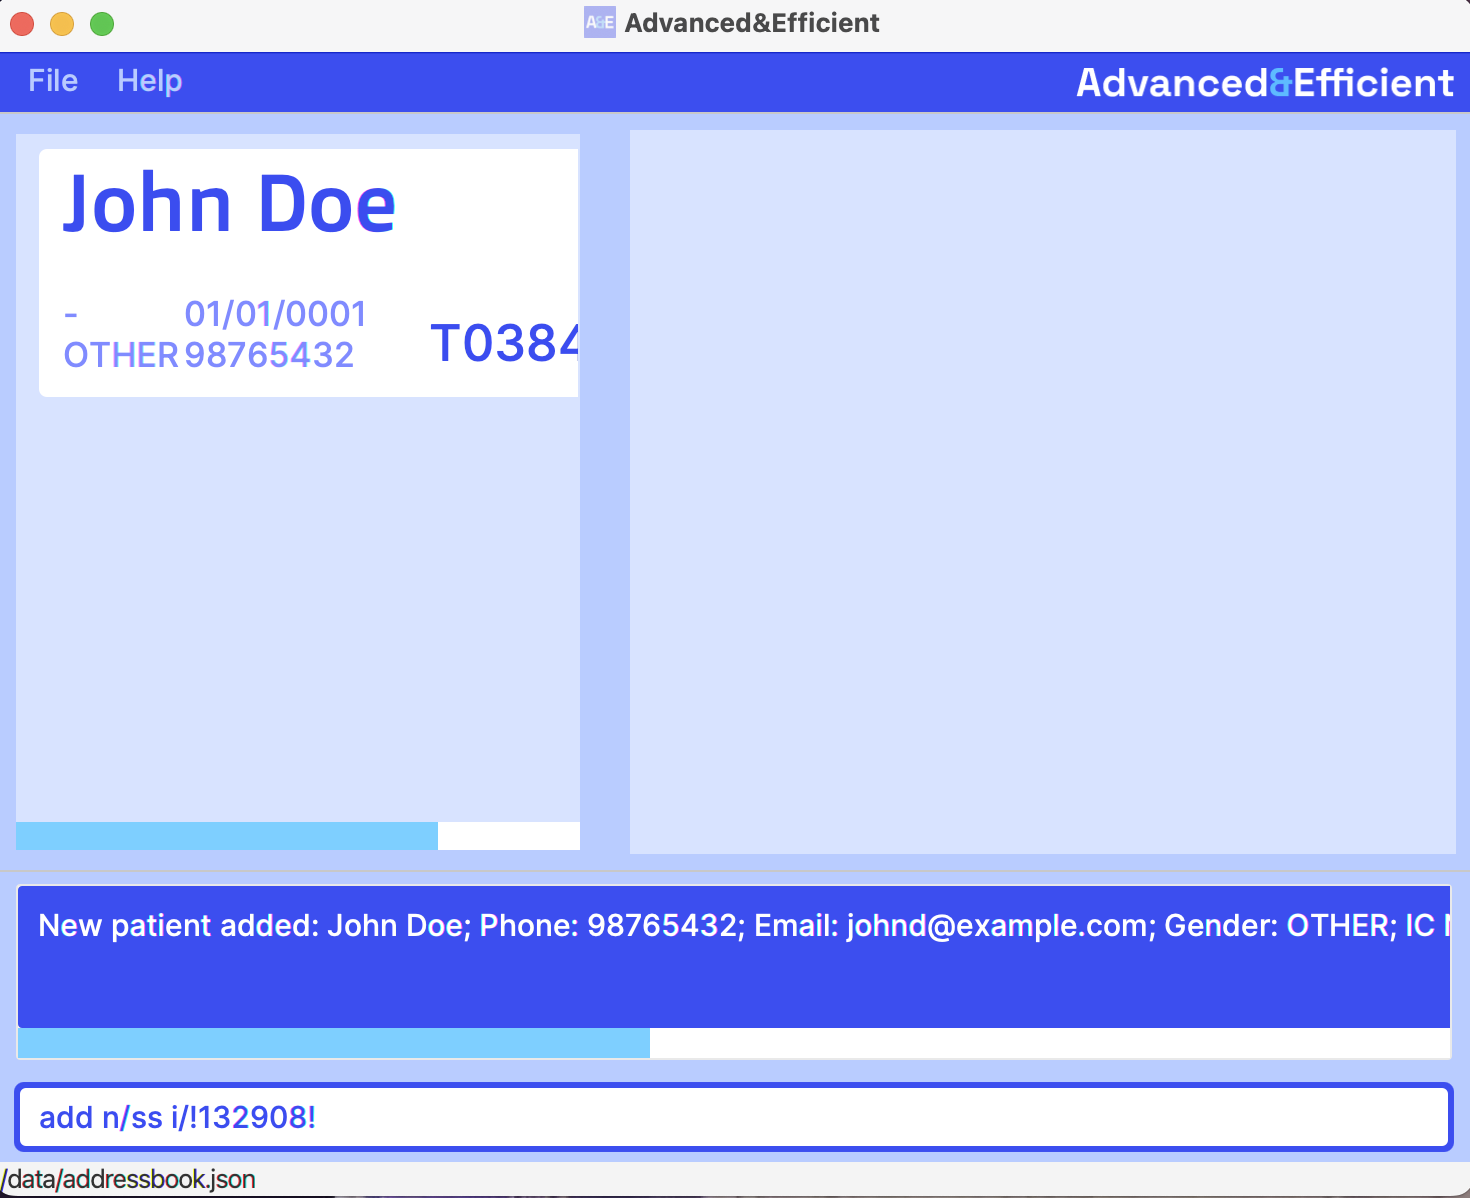 A&E Advanced&Efficient
File Help Advanced&Efficient
John Doe
- 01/01/0001
OTHER 98765432 T0384
New patient added: John Doe; Phone: 98765432; Email: johnd@example.com; Gender: OTHER; IC
add n/ss i/!132908!
/data/addressbook.json